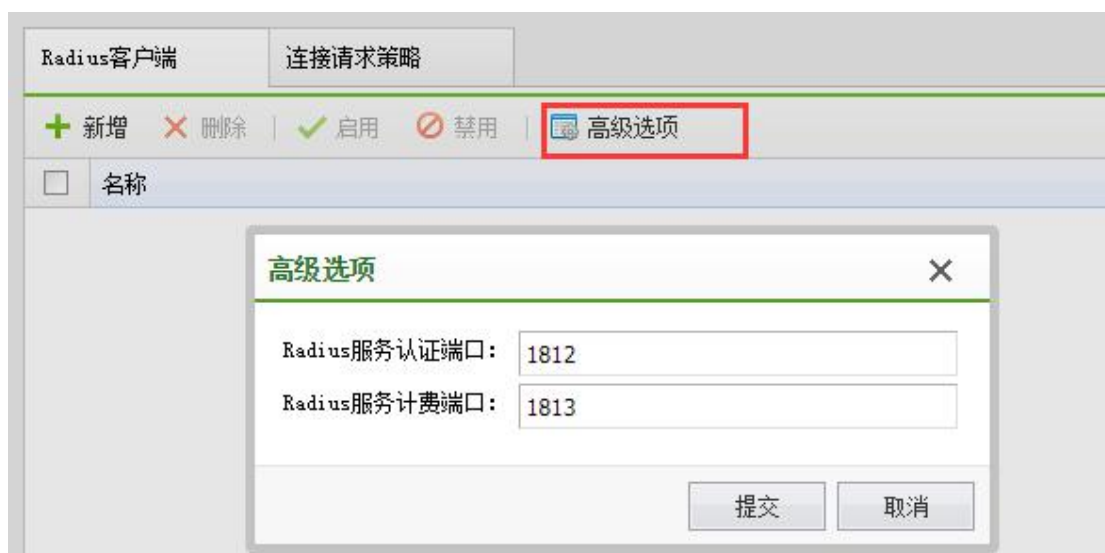 Radius客户端 连接请求策略
新增 删除 启用 禁用 高级选项
名称
高级选项
Radius服务认证端口: 1812
Radius服务计费端口: 1813
提交 取消